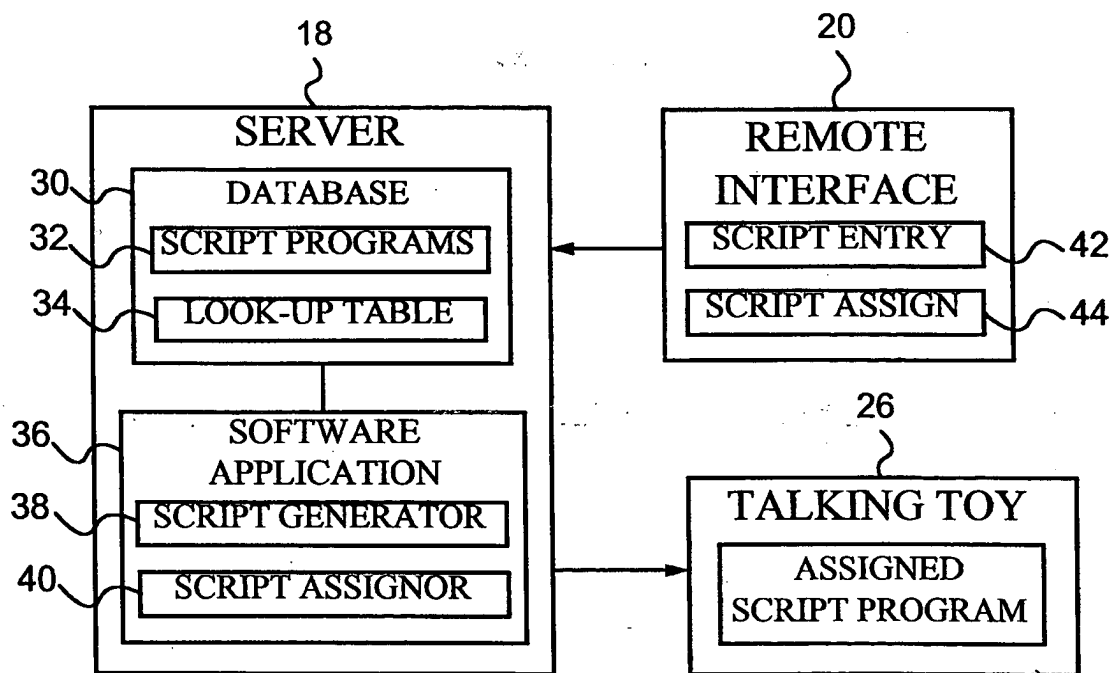 18
SERVER
30
DATABASE
32
SCRIPT PROGRAMS
34
LOOK-UP TABLE
36
SOFTWARE
APPLICATION
38
SCRIPT GENERATOR
40
SCRIPT ASSIGNOR
20
REMOTE
INTERFACE
SCRIPT ENTRY
42
SCRIPT ASSIGN
44
26
TALKING TOY
ASSIGNED
SCRIPT PROGRAM